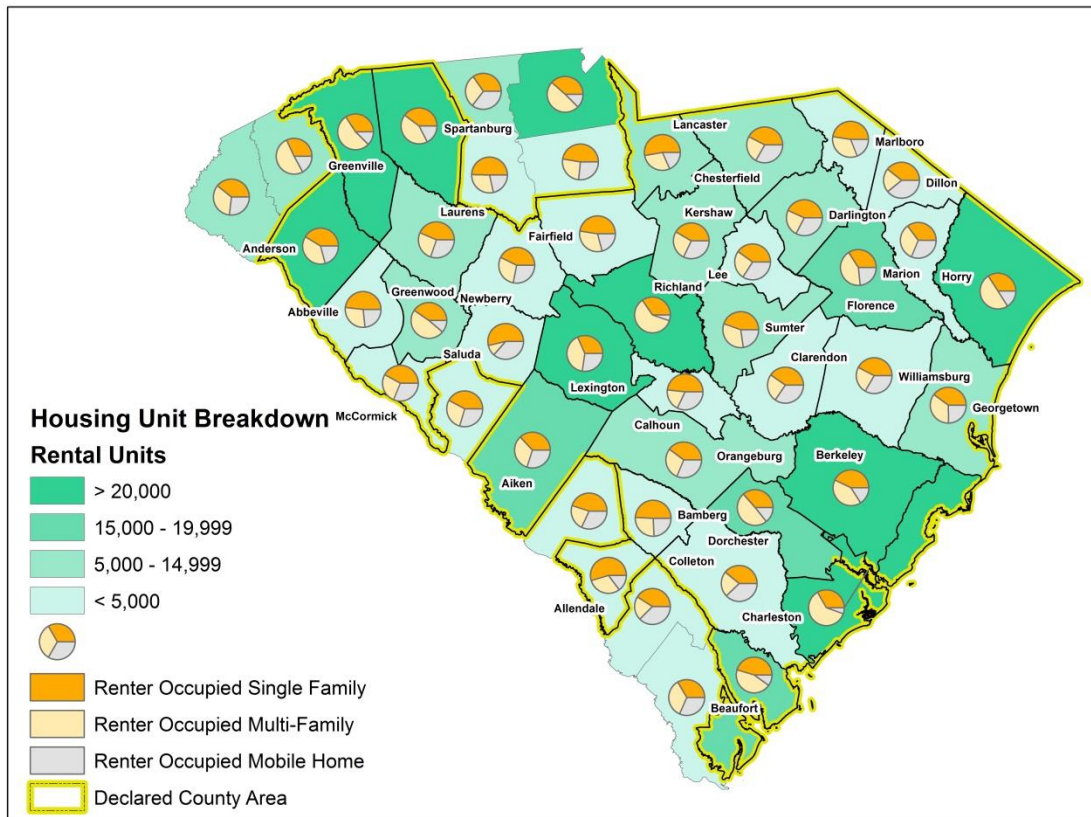 Spartanburg
Lancaster
Marlboro
Greenville
Chesterfield
Dillon
Laurens
Kershaw
Darlington
Fairfield
Anderson
Lee
Marion
Horry
Greenwood
Newberry
Richland
Florence
Abbeville
Sumter
Saluda
Clarendon
Lexington
Williamsburg
McCormick
Georgetown
Calhoun
Orangeburg
Berkeley
Aiken
Bamberg
Dorchester
Colleton
Allendale
Charleston
Beaufort
Housing Unit Breakdown
Rental Units
> 20,000
15,000 - 19,999
5,000 - 14,999
< 5,000
Renter Occupied Single Family
Renter Occupied Multi-Family
Renter Occupied Mobile Home
Declared County Area